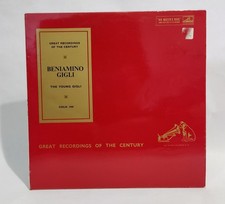 GREAT RECORDINGS
OF THE CENTURY
BENIAMINO
GIGLI
THE YOUNG GIGLI
GREAT RECORDINGS OF THE CENTURY